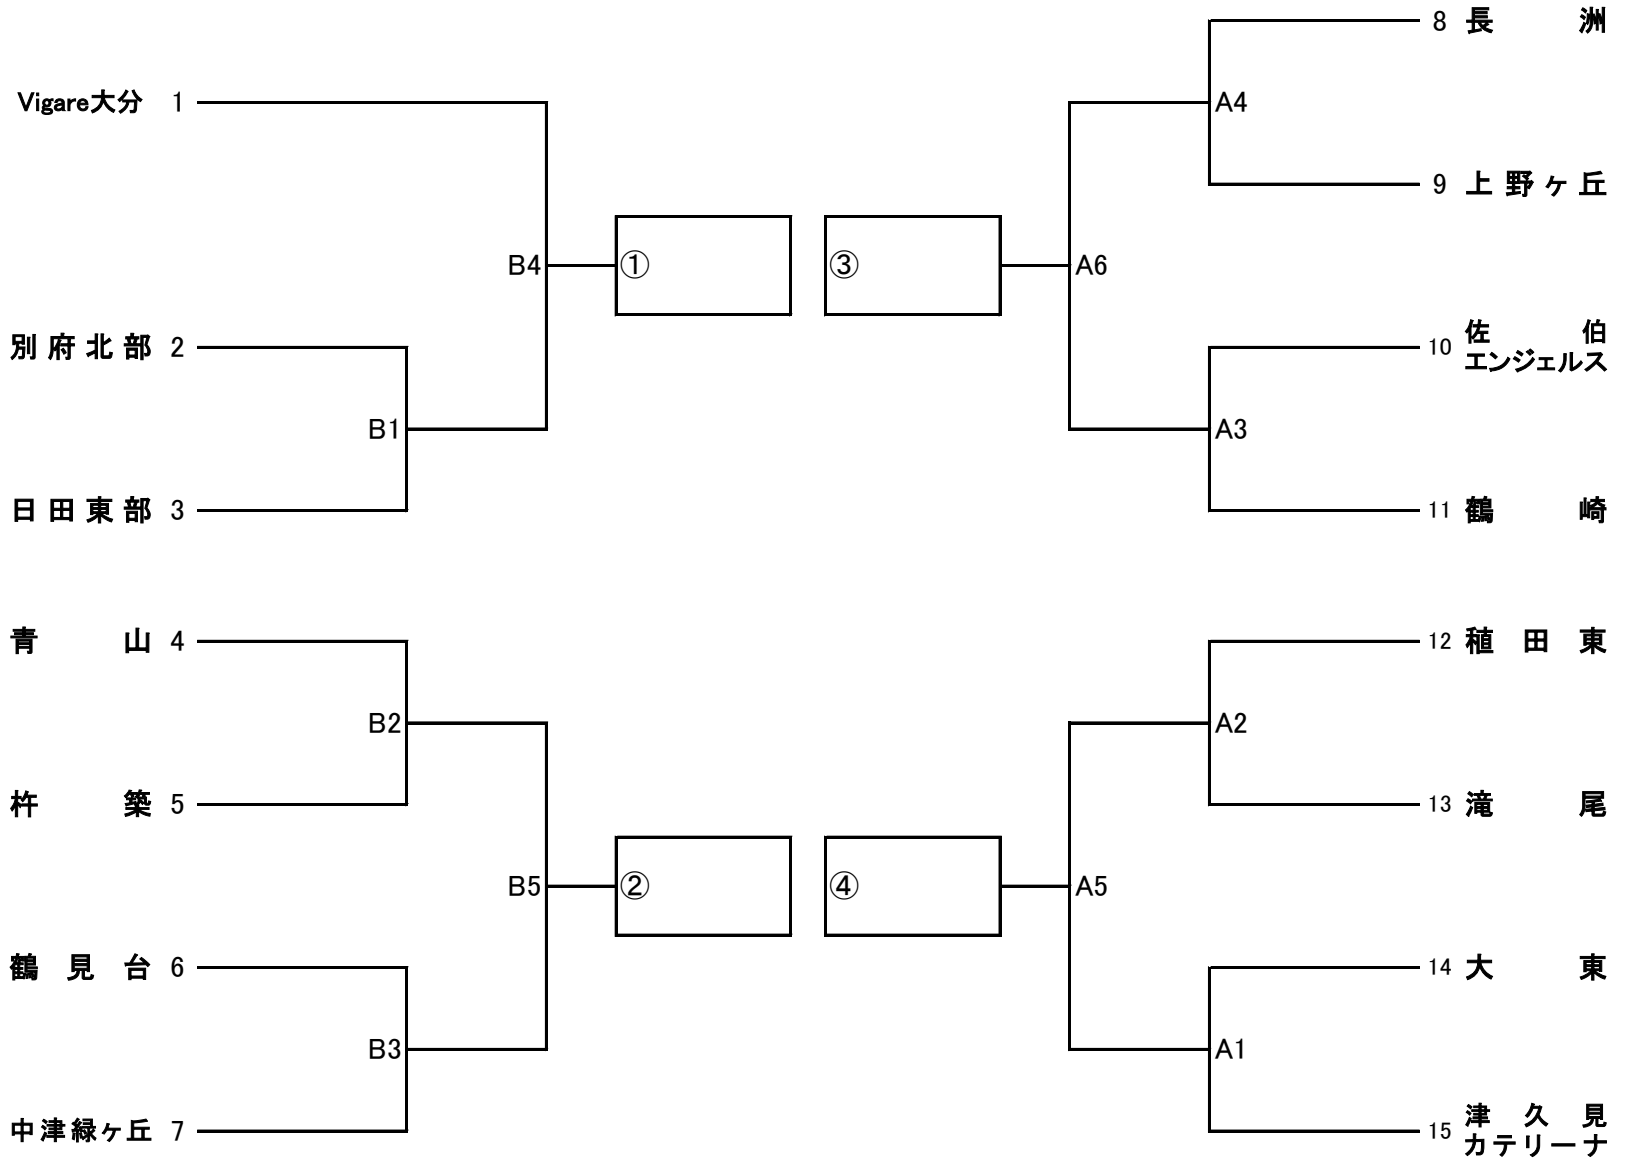 Vigare大分 1
別府北部 2
日田東部 3
青山 4
杵築 5
鶴見台 6
中津緑ヶ丘 7
B1
B2
B3
B4
B5
①
②
③
④
A6
A5
A4
A3
A2
A1
8 長洲
9 上野ヶ丘
10 佐伯
エンジェルス
11 鶴崎
12 稙田東
13 滝尾
14 大東
15 津久見
カテリーナ